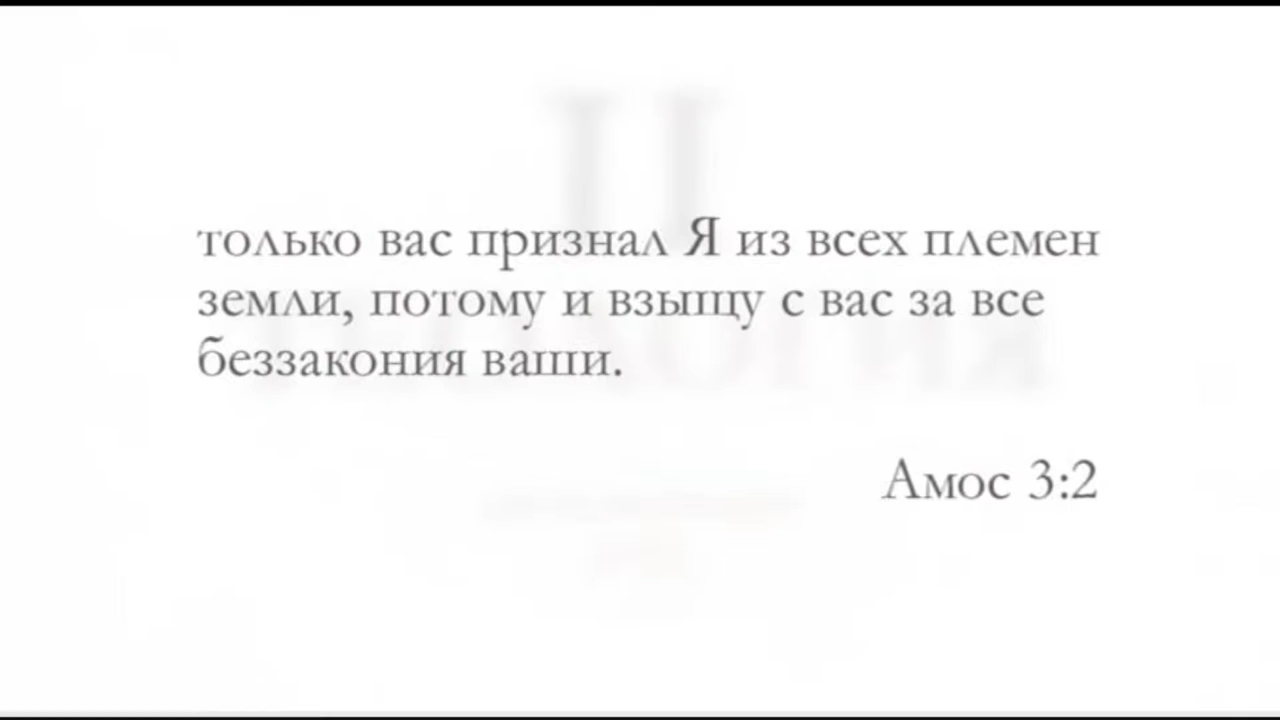 только вас признал Я из всех племен
земли, потому и взыщу с вас за все
беззакония ваши.
Амос 3:2